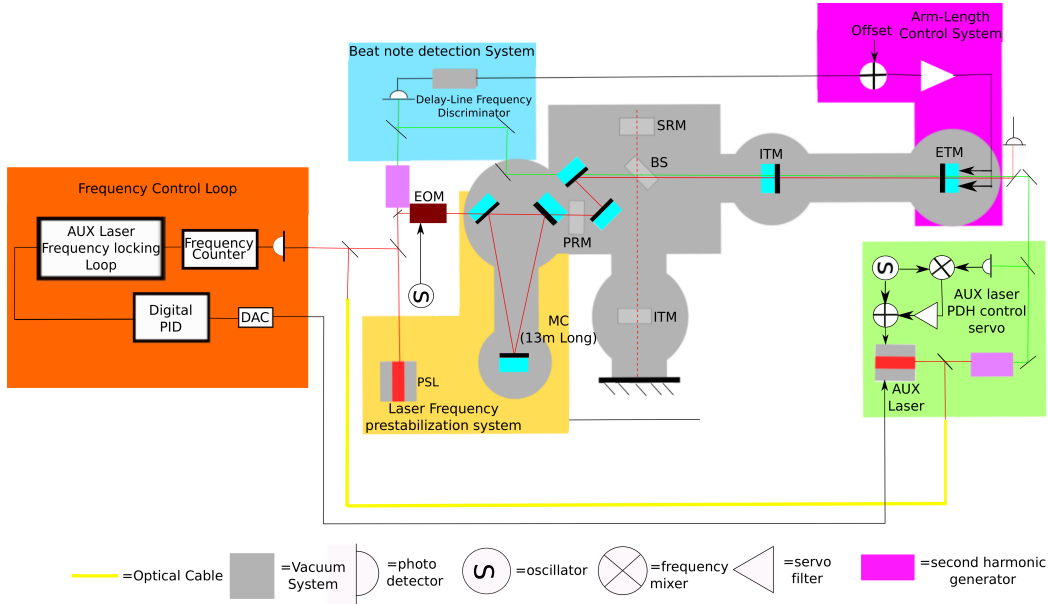 Arm-Length
Control System
Offset
Beat note detection System
Delay-Line Frequency
Discriminator
SRM
BS
ITM
ETM
Frequency Control Loop
EOM
PRM
AUX Laser
Frequency locking
Loop
Frequency
Counter
S
S
AUX laser
PDH control
servo
Digital
PID
DAC
MC
(13m Long)
ITM
PSL
AUX
Laser
Laser Frequency
prestabilization system
=Optical Cable
=Vacuum
System
=photo
detector
S
=oscillator
=frequency
mixer
=servo
filter
=second harmonic
generator